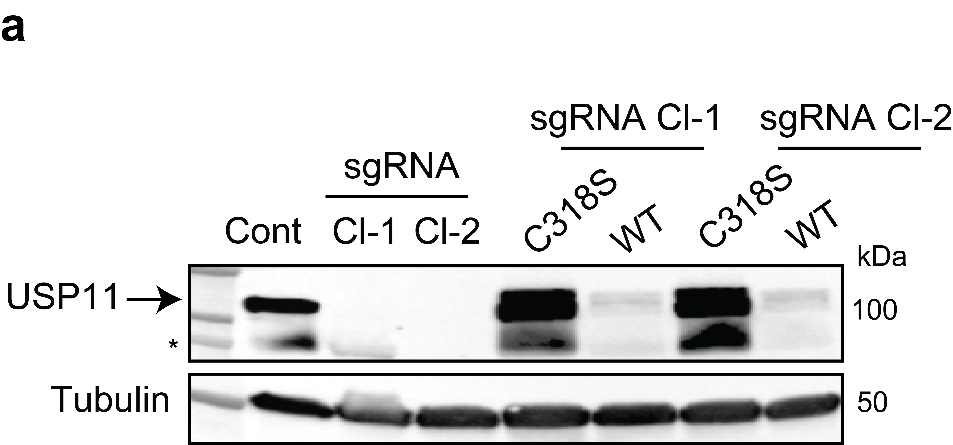 a
sgRNA Cl-1 sgRNA Cl-2
sgRNA
Cont Cl-1 Cl-2 C318S WT C318S WT
kDa
USP11 100
*
Tubulin 50